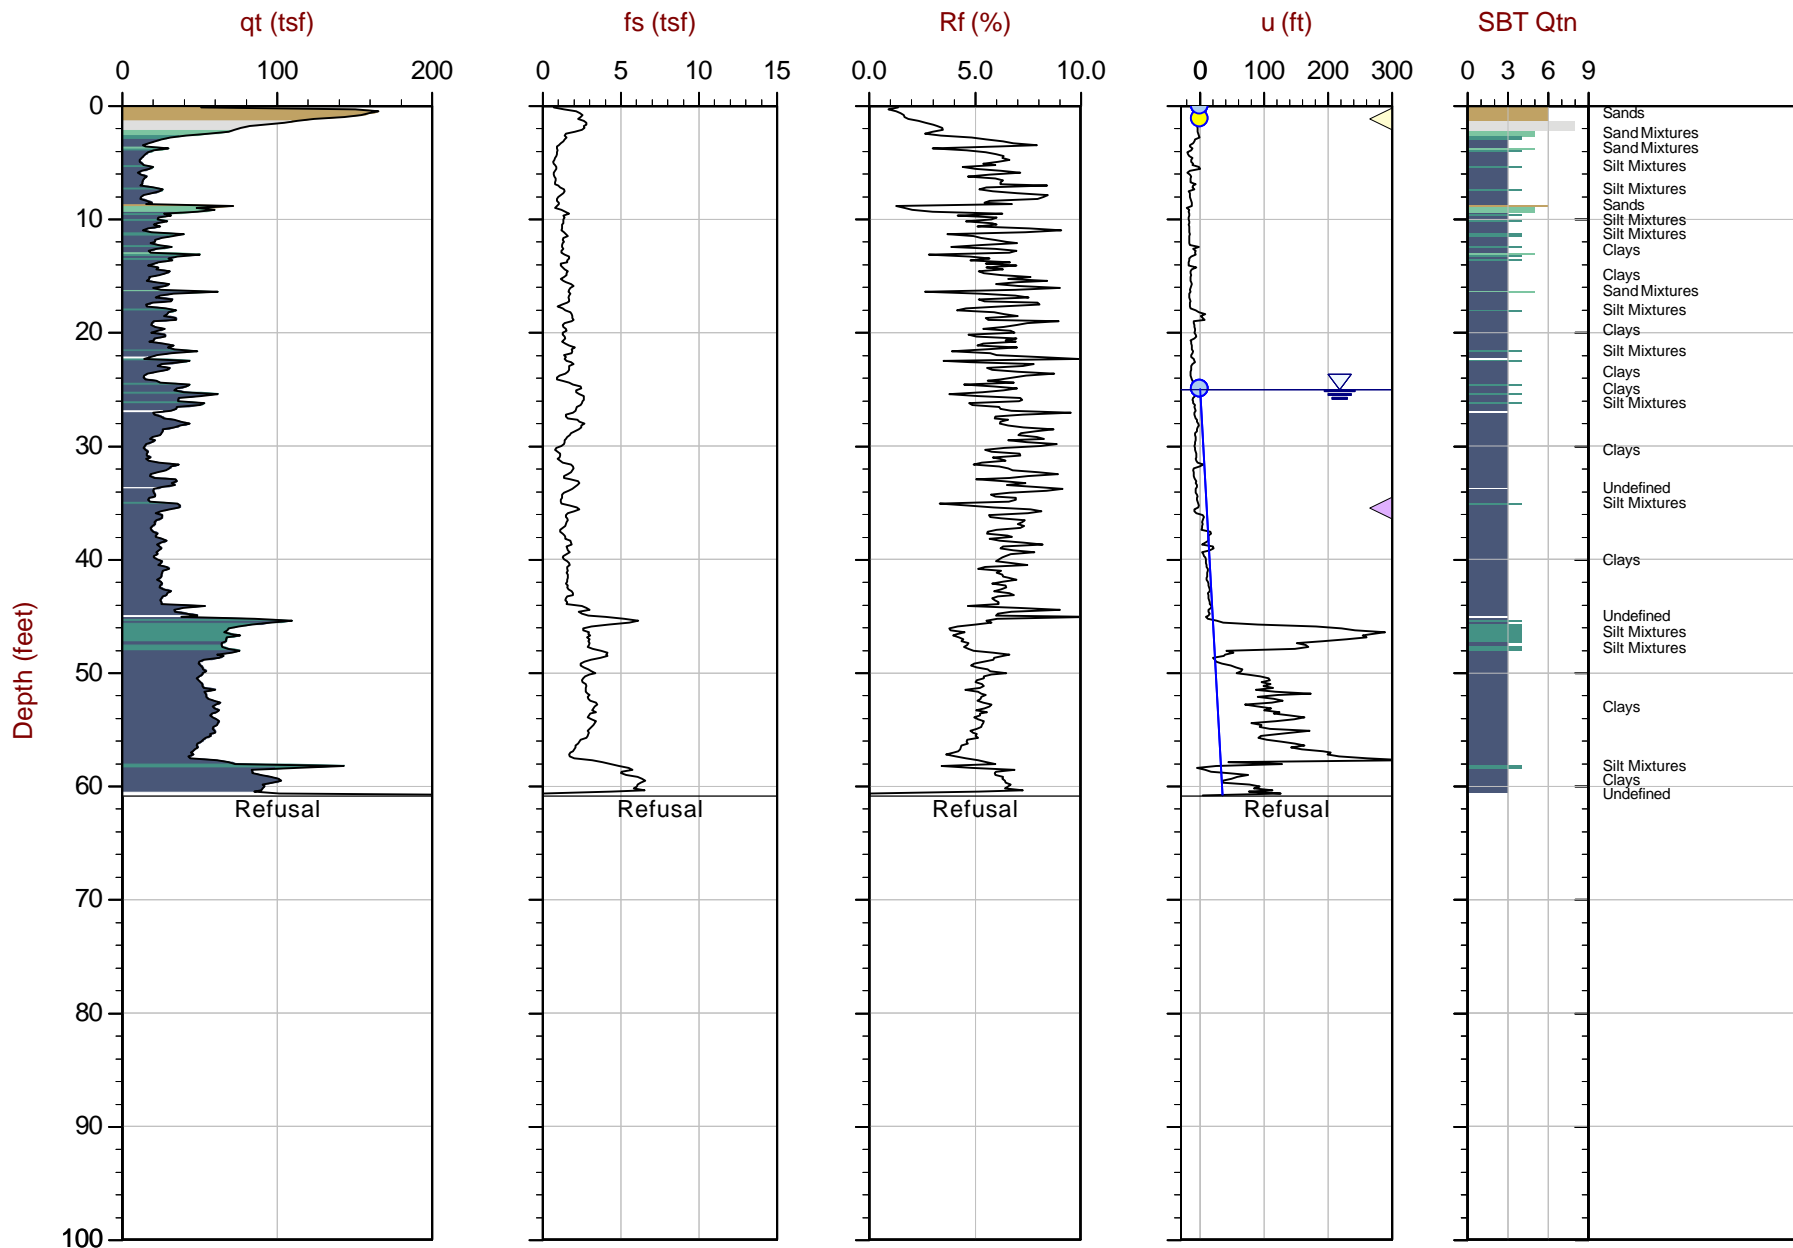 qt (tsf) fs (tsf) Rf (%) u (ft) SBT Qtn
0 100 200 0 5 10 15 0.0 5.0 10.0 0 100 200 300 0 3 6 9
0
Sands
Sand Mixtures
Sand Mixtures
Silt Mixtures
Silt Mixtures
Sands
10
Silt Mixtures
Silt Mixtures
Clays
Clays
Sand Mixtures
Silt Mixtures
20
Clays
Silt Mixtures
Clays
Clays
Silt Mixtures
30
Clays
Undefined
Silt Mixtures
40
Clays
Undefined
Silt Mixtures
Silt Mixtures
50
Clays
Depth (feet)
Silt Mixtures
60
Clays
Undefined
Refusal Refusal Refusal Refusal
70
80
90
100